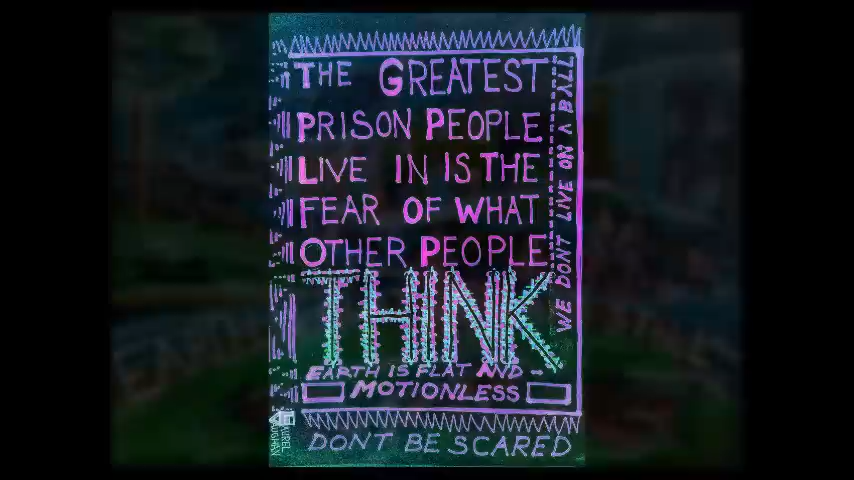 THE GREATEST
PRISON PEOPLE
LIVE IN IS THE
FEAR OF WHAT
OTHER PEOPLE
THINK
EARTH IS FLAT AND -
MOTIONLESS
DONT BE SCARED
WE DONT LIVE ON A BALL